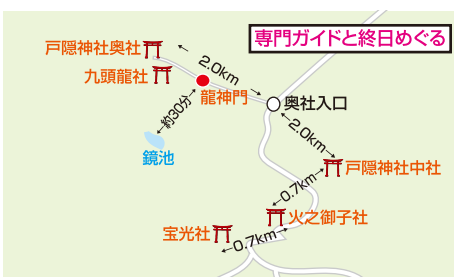 専門ガイドと終日めぐる
戸隠神社奥社
九頭龍社
2.0km
龍神門
奥社入口
約30分
鏡池
2.0km
戸隠神社中社
0.7km
火之御子社
宝光社
0.7km